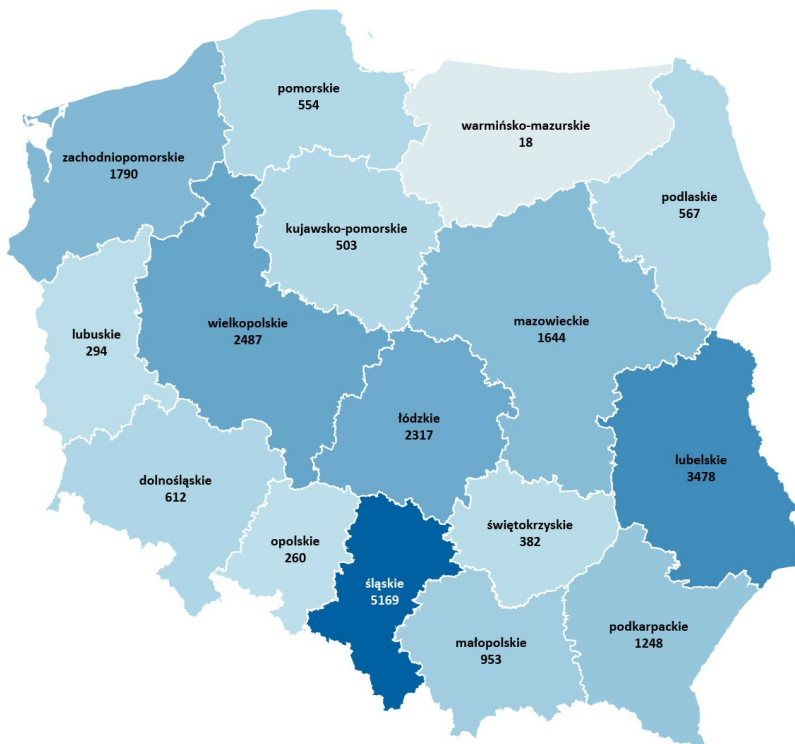 pomorskie
554
warmińsko-mazurskie
18
zachodniopomorskie
1790
podlaskie
567
kujawsko-pomorskie
503
wielkopolskie
2487
mazowieckie
1644
lubuskie
294
łódzkie
2317
lubelskie
3478
dolnośląskie
612
świętokrzyskie
382
opolskie
260
śląskie
5169
podkarpackie
1248
małopolskie
953